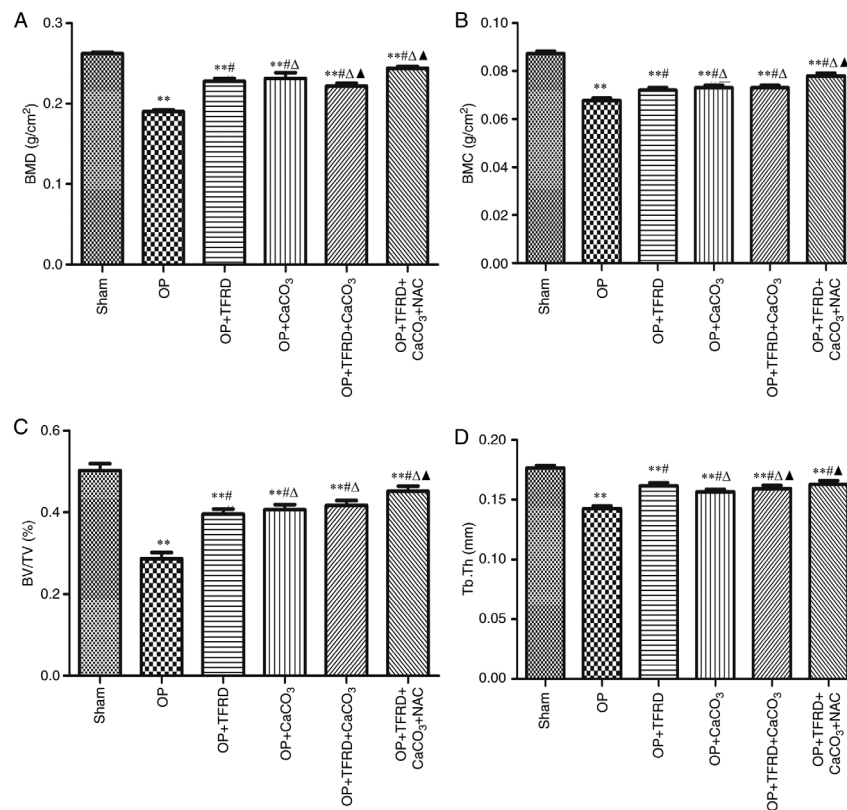 A
BMD (g/cm²)
0.3
0.2
0.1
0.0
**
**#
**#Δ
**#Δ▲
**#Δ▲
Sham
OP
OP+TFRD
OP+CaCO₃
OP+TFRD+CaCO₃
OP+TFRD+
CaCO₃+NAC
B
BMC (g/cm²)
0.10
0.08
0.06
0.04
0.02
0.00
**
**#
**#Δ
**#Δ
**#Δ▲
Sham
OP
OP+TFRD
OP+CaCO₃
OP+TFRD+CaCO₃
OP+TFRD+
CaCO₃+NAC
C
BV/TV (%)
0.6
0.4
0.2
0.0
**
**#
**#Δ
**#Δ
**#Δ▲
Sham
OP
OP+TFRD
OP+CaCO₃
OP+TFRD+CaCO₃
OP+TFRD+
CaCO₃+NAC
D
Tb.Th (mm)
0.20
0.15
0.10
0.05
0.00
**
**#
**#Δ
**#Δ▲
**#▲
Sham
OP
OP+TFRD
OP+CaCO₃
OP+TFRD+CaCO₃
OP+TFRD+
CaCO₃+NAC